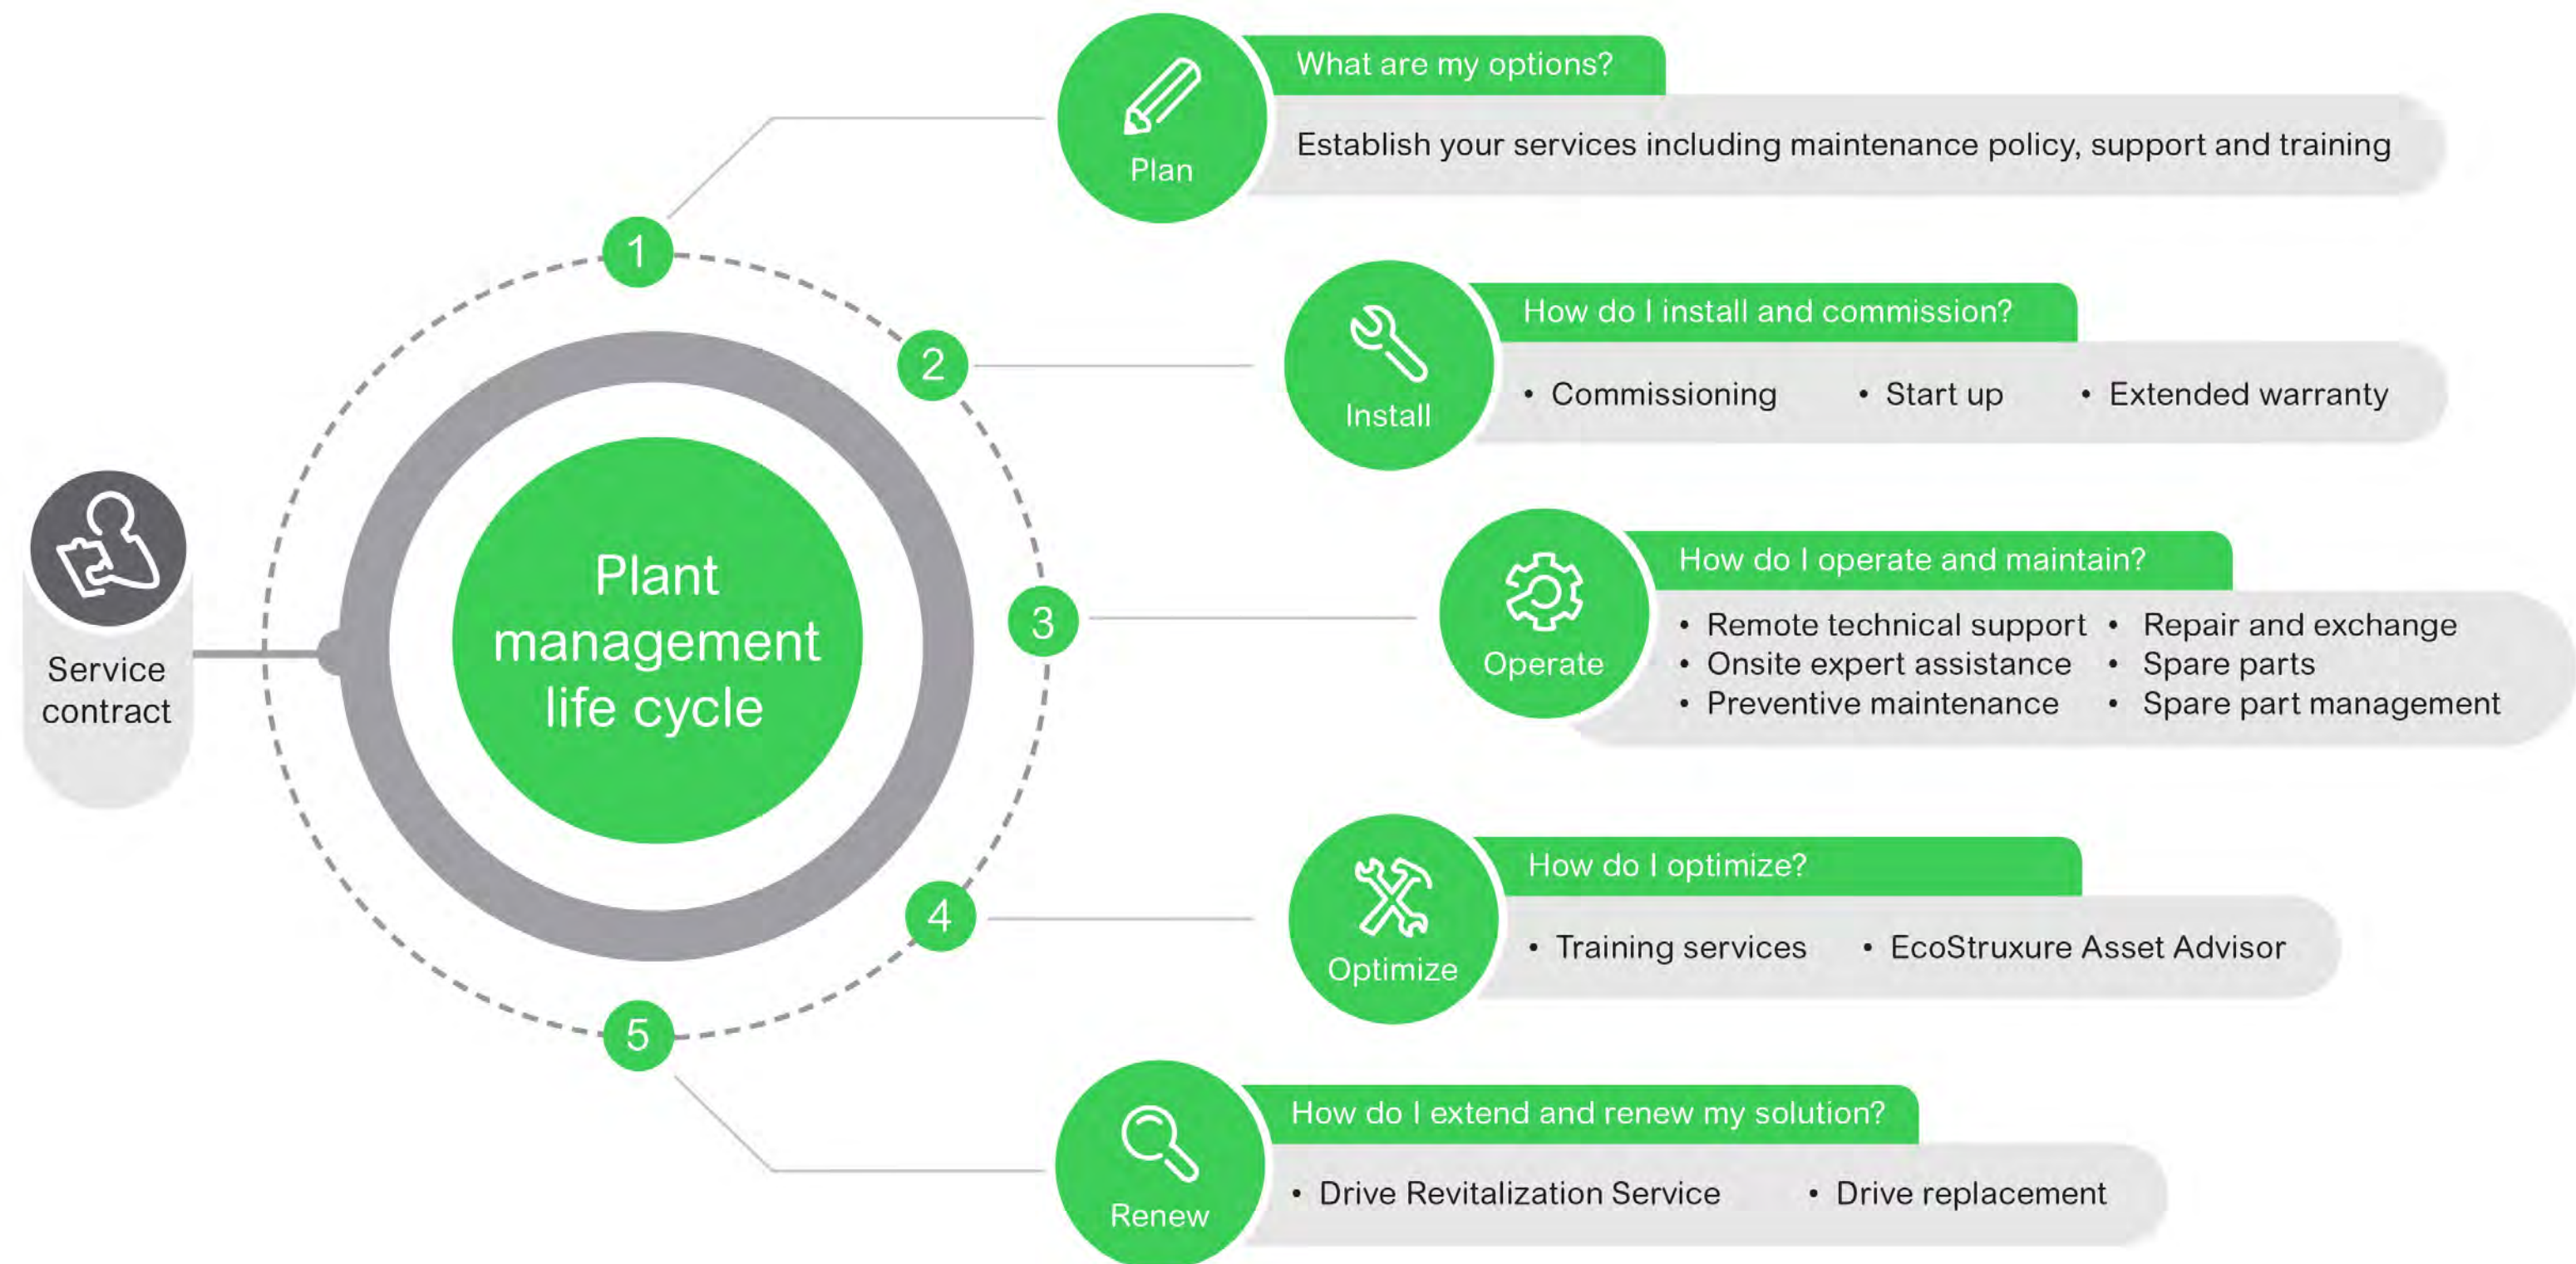 What are my options?
Plan
Establish your services including maintenance policy, support and training
1
How do I install and commission?
2
Install
• Commissioning • Start up • Extended warranty
Service
contract
Plant
management
life cycle
How do I operate and maintain?
3
Operate
• Remote technical support • Repair and exchange
• Onsite expert assistance • Spare parts
• Preventive maintenance • Spare part management
How do I optimize?
4
Optimize
• Training services • EcoStruxure Asset Advisor
5
How do I extend and renew my solution?
Renew
• Drive Revitalization Service • Drive replacement